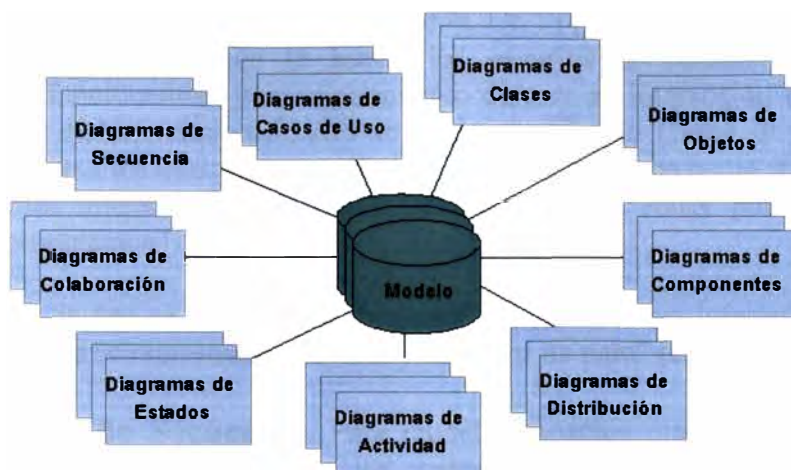 Diagramas de
Secuencia
Diagramas de
Casos de Uso
Diagramas de
Clases
Diagramas de
Objetos
Diagramas de
Colaboración
Modelo
Diagramas de
Componentes
Diagramas de
Estados
Diagramas de
Actividad
Diagramas de
Distribución